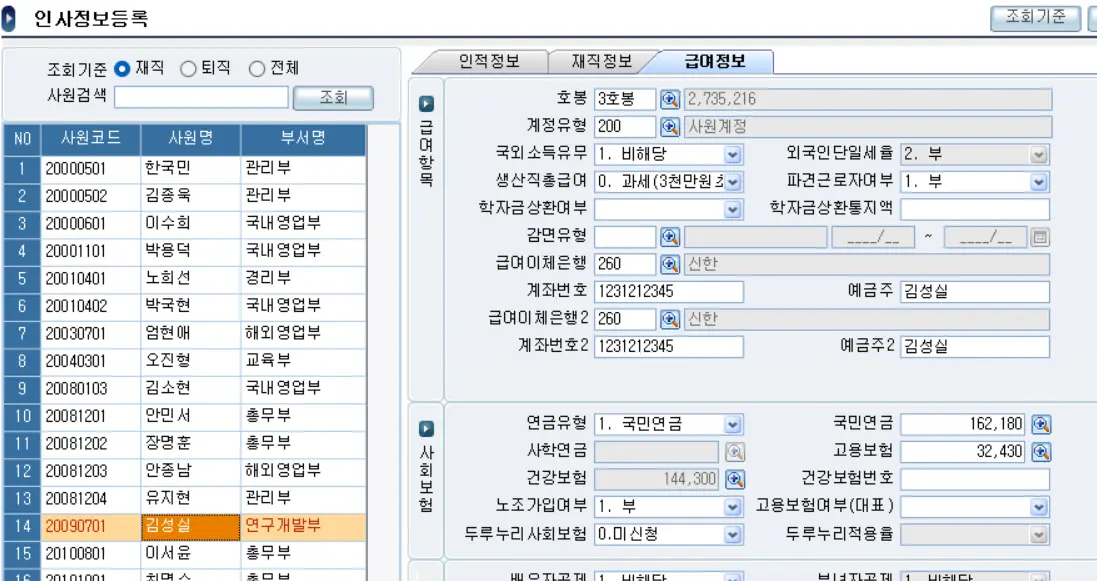 인사정보등록
조회기준
조회기준 재직 퇴직 전체
사원검색 조회
NO 사원코드 사원명 부서명
1 20000501 한국민 관리부
2 20000502 김종욱 관리부
3 20000601 이수희 국내영업부
4 20001101 박용덕 국내영업부
5 20010401 노희선 경리부
6 20010402 박국현 국내영업부
7 20030701 엄현애 해외영업부
8 20040301 오진형 교육부
9 20080103 김소현 국내영업부
10 20081201 안민서 총무부
11 20081202 장명훈 총무부
12 20081203 안종남 해외영업부
13 20081204 유지현 관리부
14 20090701 김성실 연구개발부
15 20100801 이서윤 총무부
인적정보 재직정보 급여정보
급여항목
호봉 3호봉 2,735,216
계정유형 200 사원계정
국외소득유무 1. 비해당 외국인단일세율 2. 부
생산직총급여 0. 과세(3천만원 파견근로자여부 1. 부
학자금상환여부 학자금상환통지액
감면유형 ____/__ ~ ____/__
급여이체은행 260 신한
계좌번호 1231212345 예금주 김성실
급여이체은행2 260 신한
계좌번호2 1231212345 예금주2 김성실
사회보험
연금유형 1. 국민연금 국민연금 162,180
사학연금 고용보험 32,430
건강보험 144,300 건강보험번호
노조가입여부 1. 부 고용보험여부(대표)
두루누리사회보험 0.미신청 두루누리적용율